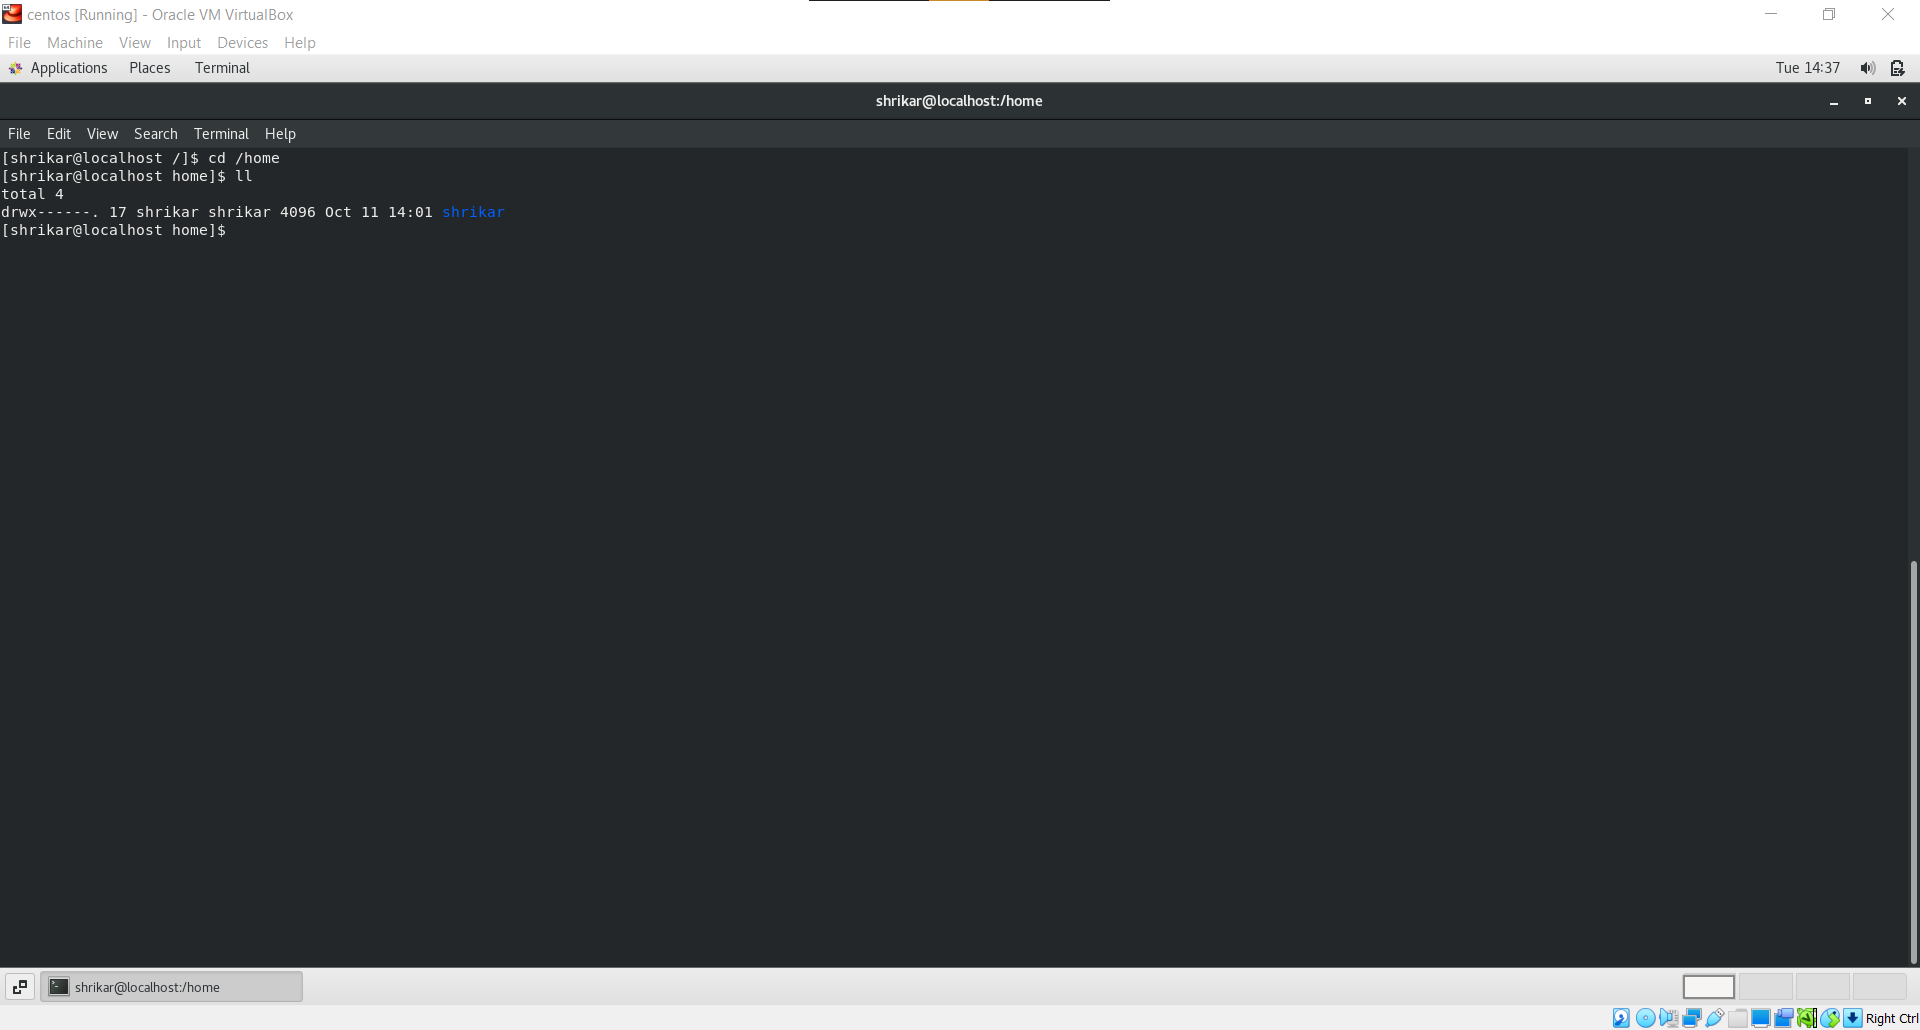 centos [Running] - Oracle VM VirtualBox
File Machine View Input Devices Help
Applications Places Terminal Tue 14:37
shrikar@localhost:/home
File Edit View Search Terminal Help
[shrikar@localhost /]$ cd /home
[shrikar@localhost home]$ ll
total 4
drwx------. 17 shrikar shrikar 4096 Oct 11 14:01 shrikar
[shrikar@localhost home]$
shrikar@localhost:/home
Right Ctrl